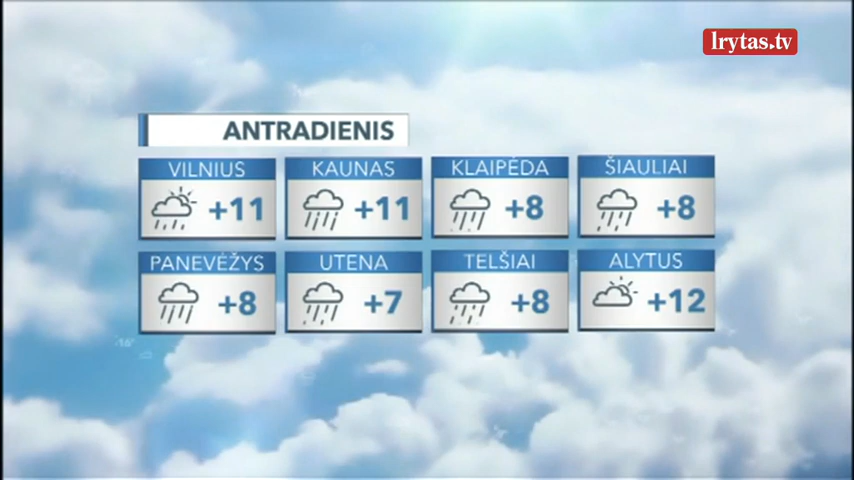 lrytas.tv
ANTRADIENIS
VILNIUS KAUNAS KLAIPĖDA ŠIAULIAI
+11 +11 +8 +8
PANEVĖŽYS UTENA TELŠIAI ALYTUS
+8 +7 +8 +12